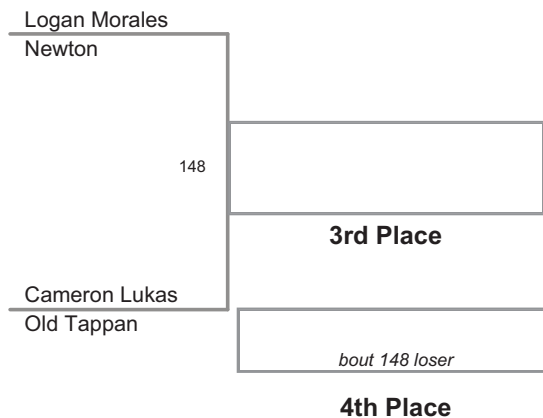 Logan Morales
Newton
148
3rd Place
Cameron Lukas
Old Tappan
bout 148 loser
4th Place